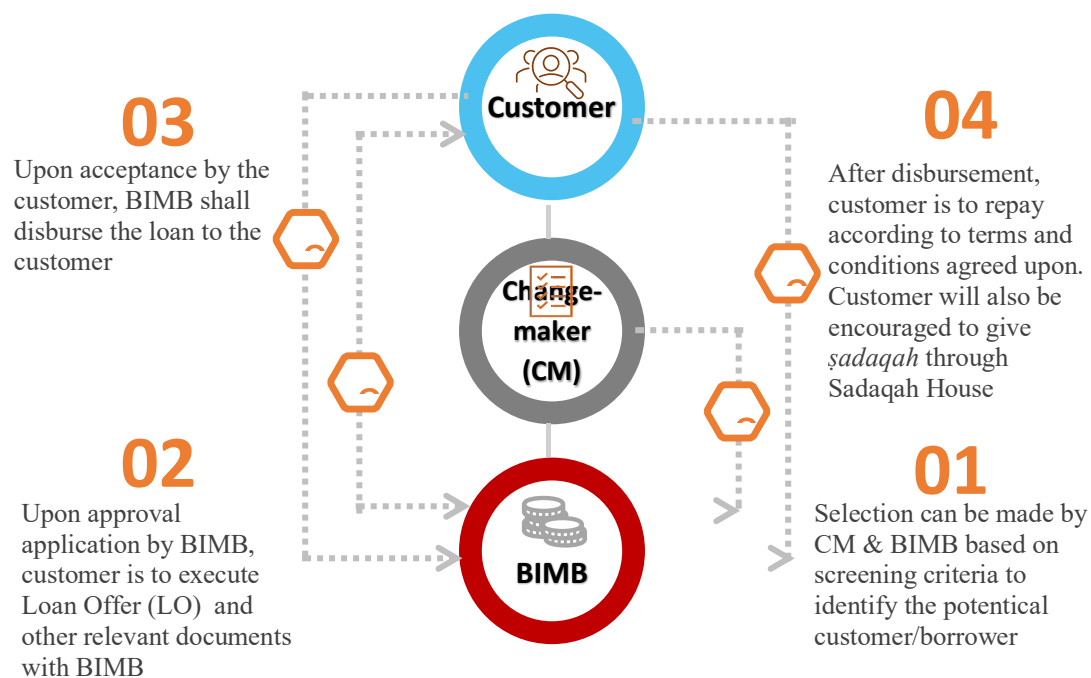 Customer
03
Upon acceptance by the
customer, BIMB shall
disburse the loan to the
customer
04
After disbursement,
customer is to repay
according to terms and
conditions agreed upon.
Customer will also be
encouraged to give
ṣadaqah through
Sadaqah House
Change-
maker
(CM)
02
Upon approval
application by BIMB,
customer is to execute
Loan Offer (LO) and
other relevant documents
with BIMB
BIMB
01
Selection can be made by
CM & BIMB based on
screening criteria to
identify the potentical
customer/borrower